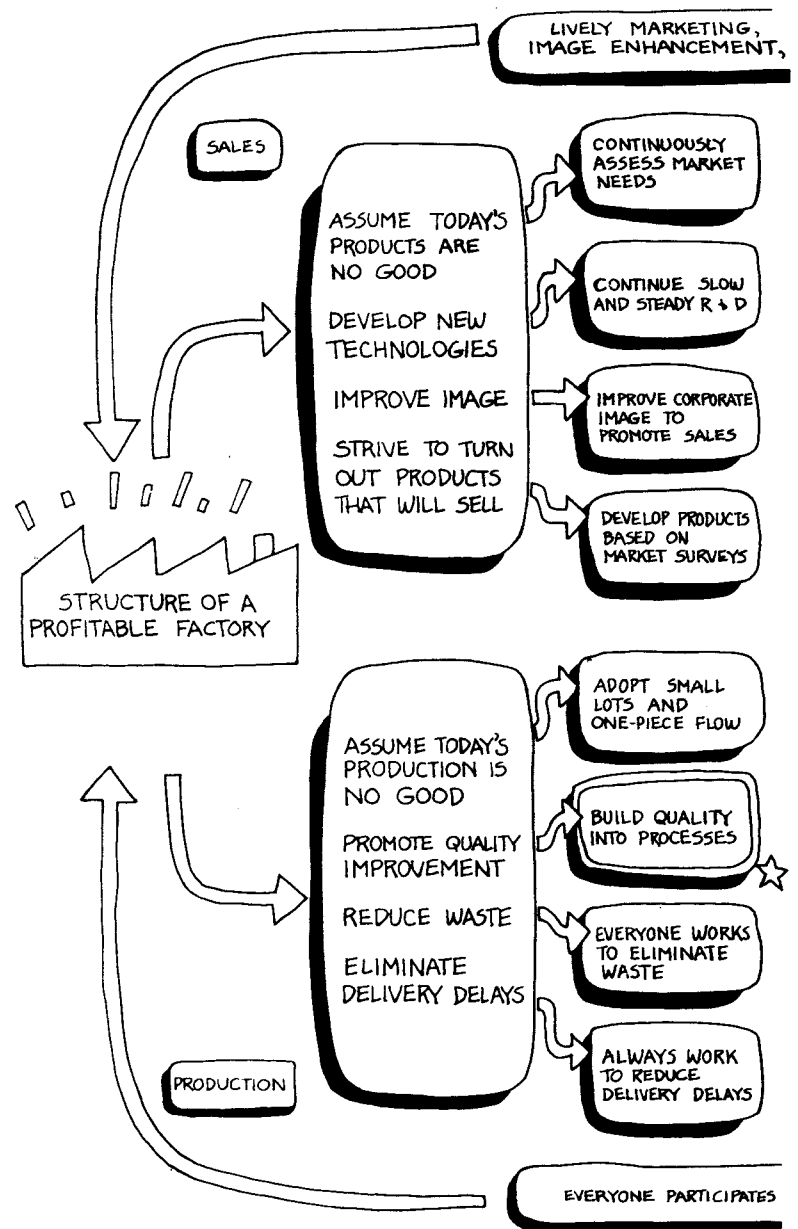 LIVELY MARKETING,
IMAGE ENHANCEMENT,
SALES
ASSUME TODAY'S
PRODUCTS ARE
NO GOOD
DEVELOP NEW
TECHNOLOGIES
IMPROVE IMAGE
STRIVE TO TURN
OUT PRODUCTS
THAT WILL SELL
CONTINUOUSLY
ASSESS MARKET
NEEDS
CONTINUE SLOW
AND STEADY R & D
IMPROVE CORPORATE
IMAGE TO
PROMOTE SALES
DEVELOP PRODUCTS
BASED ON
MARKET SURVEYS
STRUCTURE OF A
PROFITABLE FACTORY
ASSUME TODAY'S
PRODUCTION IS
NO GOOD
PROMOTE QUALITY
IMPROVEMENT
REDUCE WASTE
ELIMINATE
DELIVERY DELAYS
ADOPT SMALL
LOTS AND
ONE-PIECE FLOW
BUILD QUALITY
INTO PROCESSES
EVERYONE WORKS
TO ELIMINATE
WASTE
ALWAYS WORK
TO REDUCE
DELIVERY DELAYS
PRODUCTION
EVERYONE PARTICIPATES